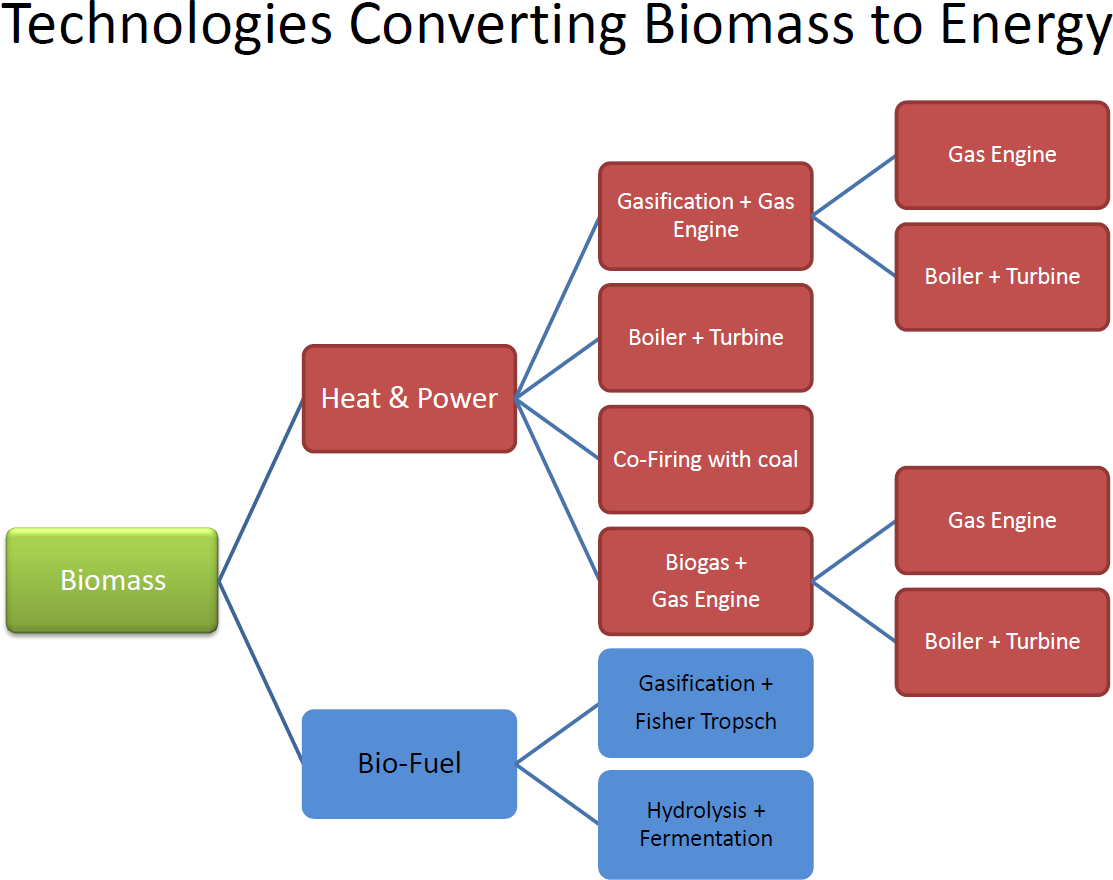 Technologies Converting Biomass to Energy
Biomass
Heat & Power
Gasification + Gas
Engine
Gas Engine
Boiler + Turbine
Boiler + Turbine
Co-Firing with coal
Biogas +
Gas Engine
Gas Engine
Boiler + Turbine
Bio-Fuel
Gasification +
Fisher Tropsch
Hydrolysis +
Fermentation